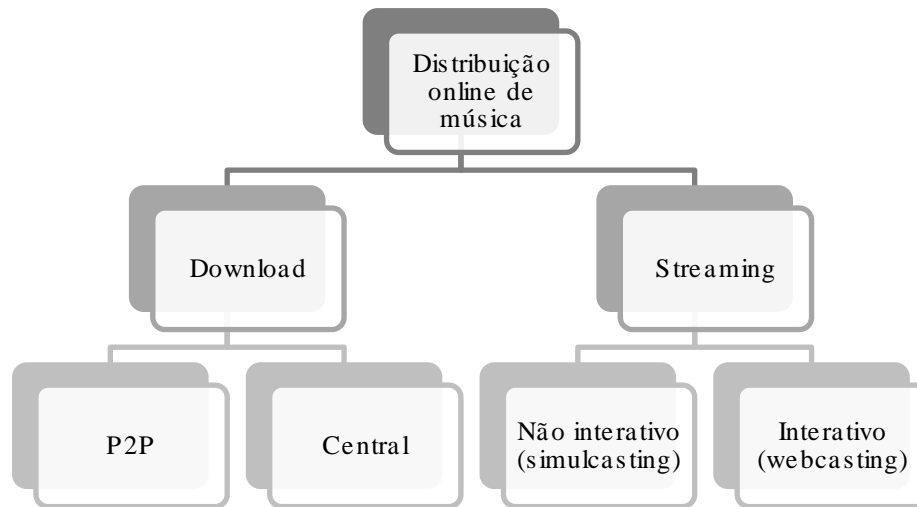 Distribuição
online de
música
Download
Streaming
P2P
Central
Não interativo
(simulcasting)
Interativo
(webcasting)